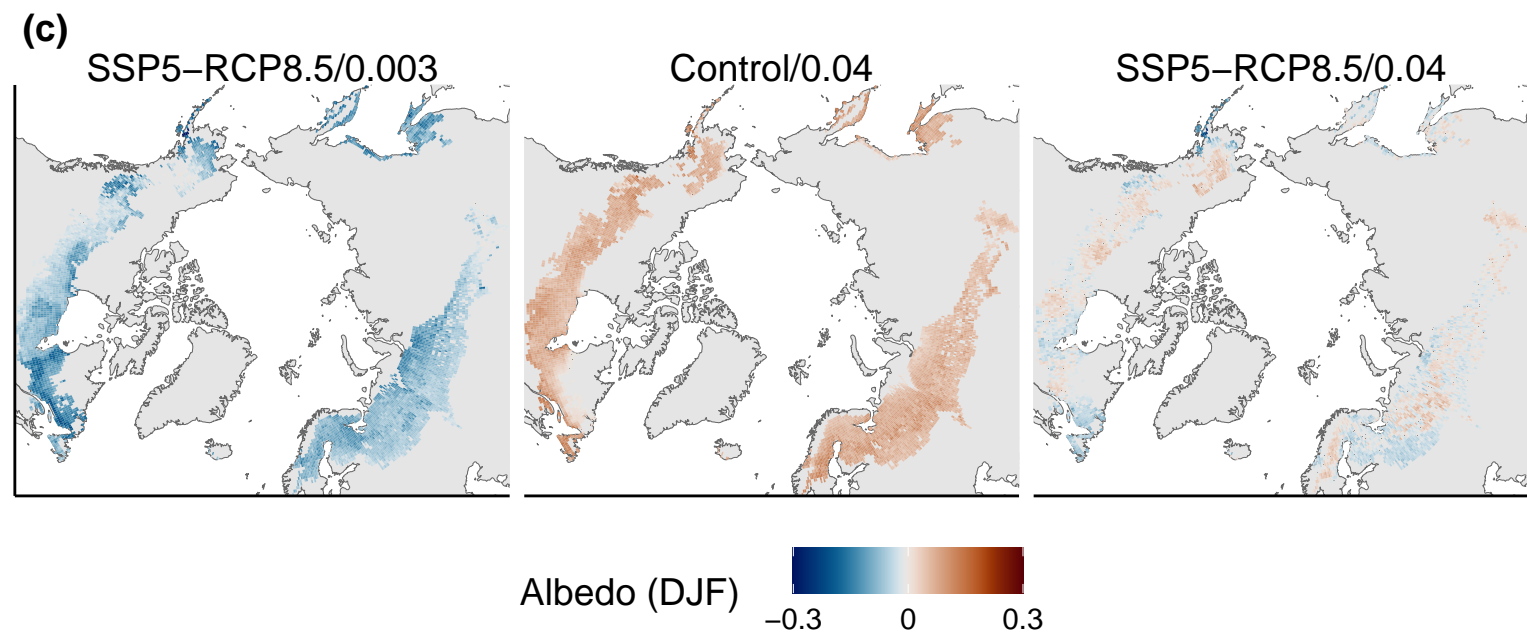 (c)
SSP5−RCP8.5/0.003
Control/0.04
SSP5−RCP8.5/0.04
Albedo (DJF)
−0.3 0 0.3